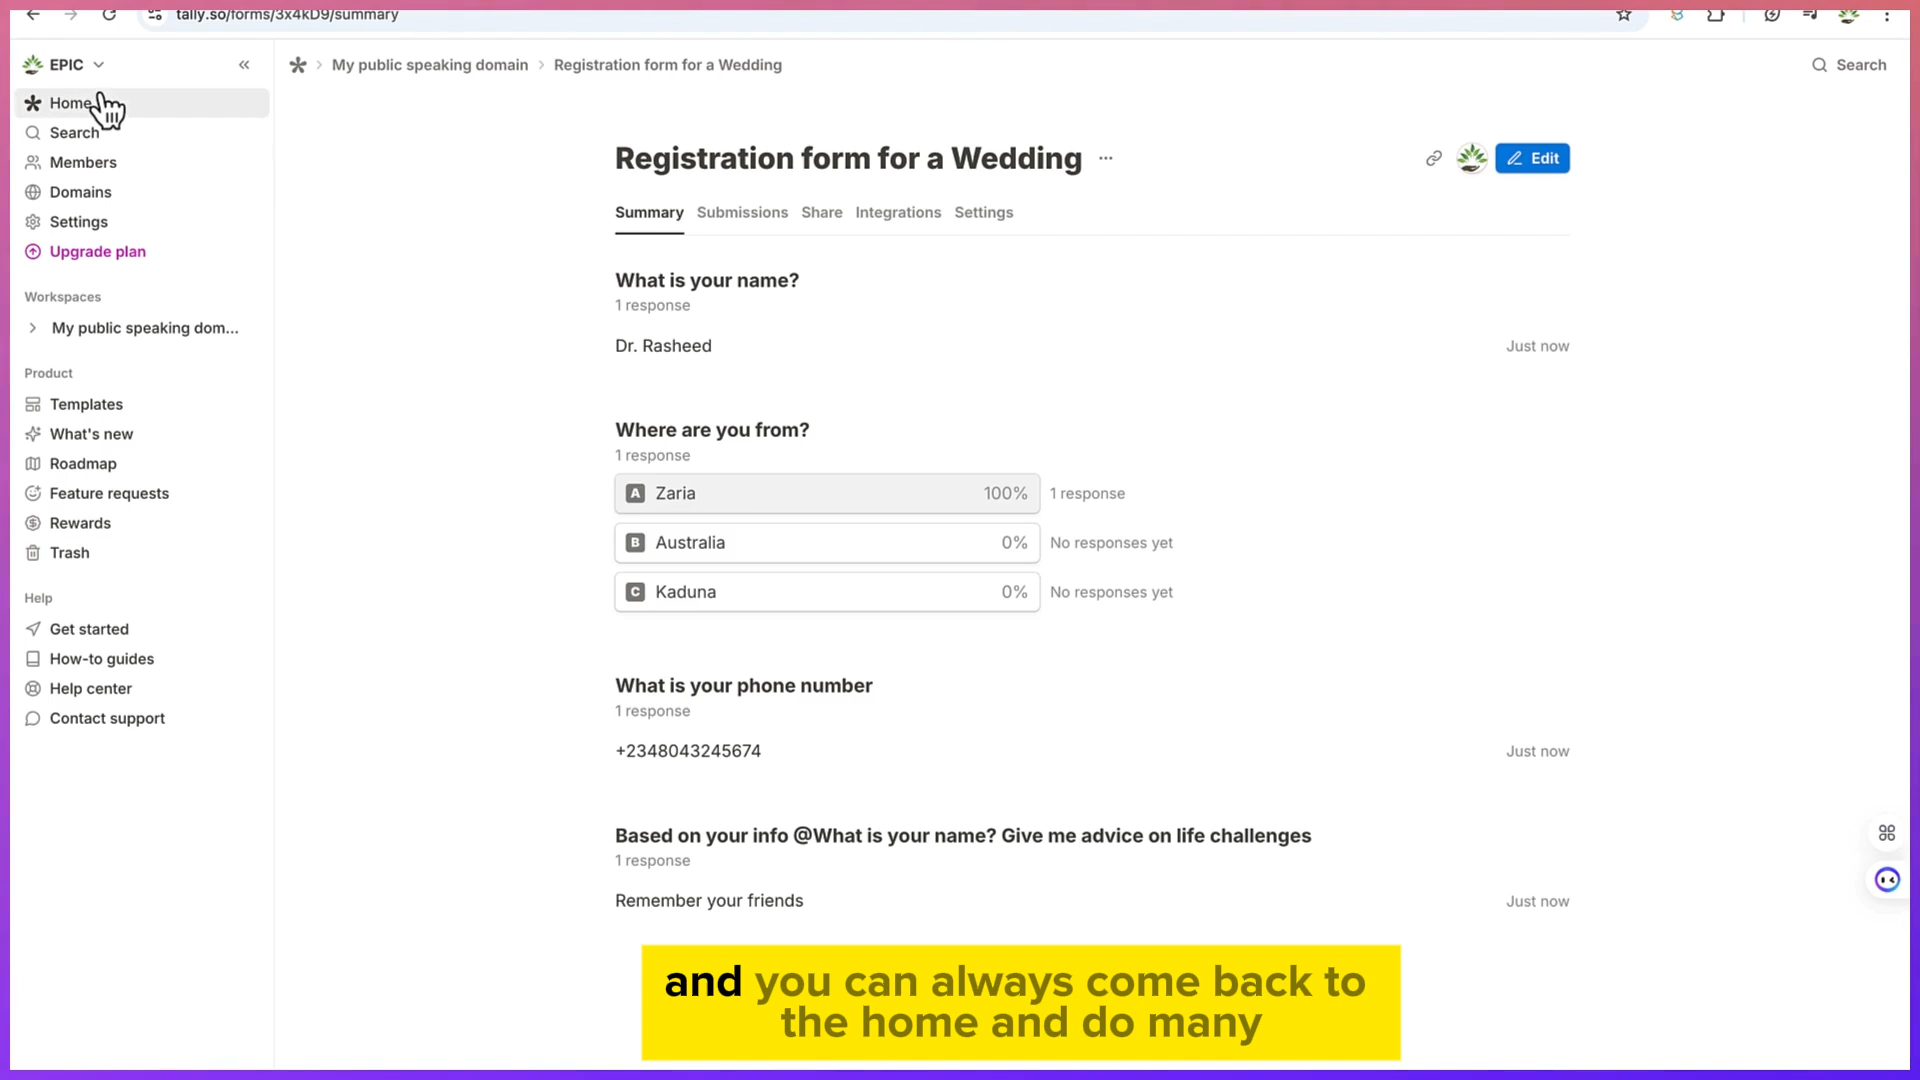 tally.so/forms/3x4kD9/summary
EPIC
Home
Search
Members
Domains
Settings
Upgrade plan
Workspaces
My public speaking dom...
Product
Templates
What's new
Roadmap
Feature requests
Rewards
Trash
Help
Get started
How-to guides
Help center
Contact support
My public speaking domain > Registration form for a Wedding
Search
Registration form for a Wedding ...
Edit
Summary Submissions Share Integrations Settings
What is your name?
1 response
Dr. Rasheed Just now
Where are you from?
1 response
A Zaria 100% 1 response
B Australia 0% No responses yet
C Kaduna 0% No responses yet
What is your phone number
1 response
+2348043245674 Just now
Based on your info @What is your name? Give me advice on life challenges
1 response
Remember your friends Just now
and you can always come back to
the home and do many